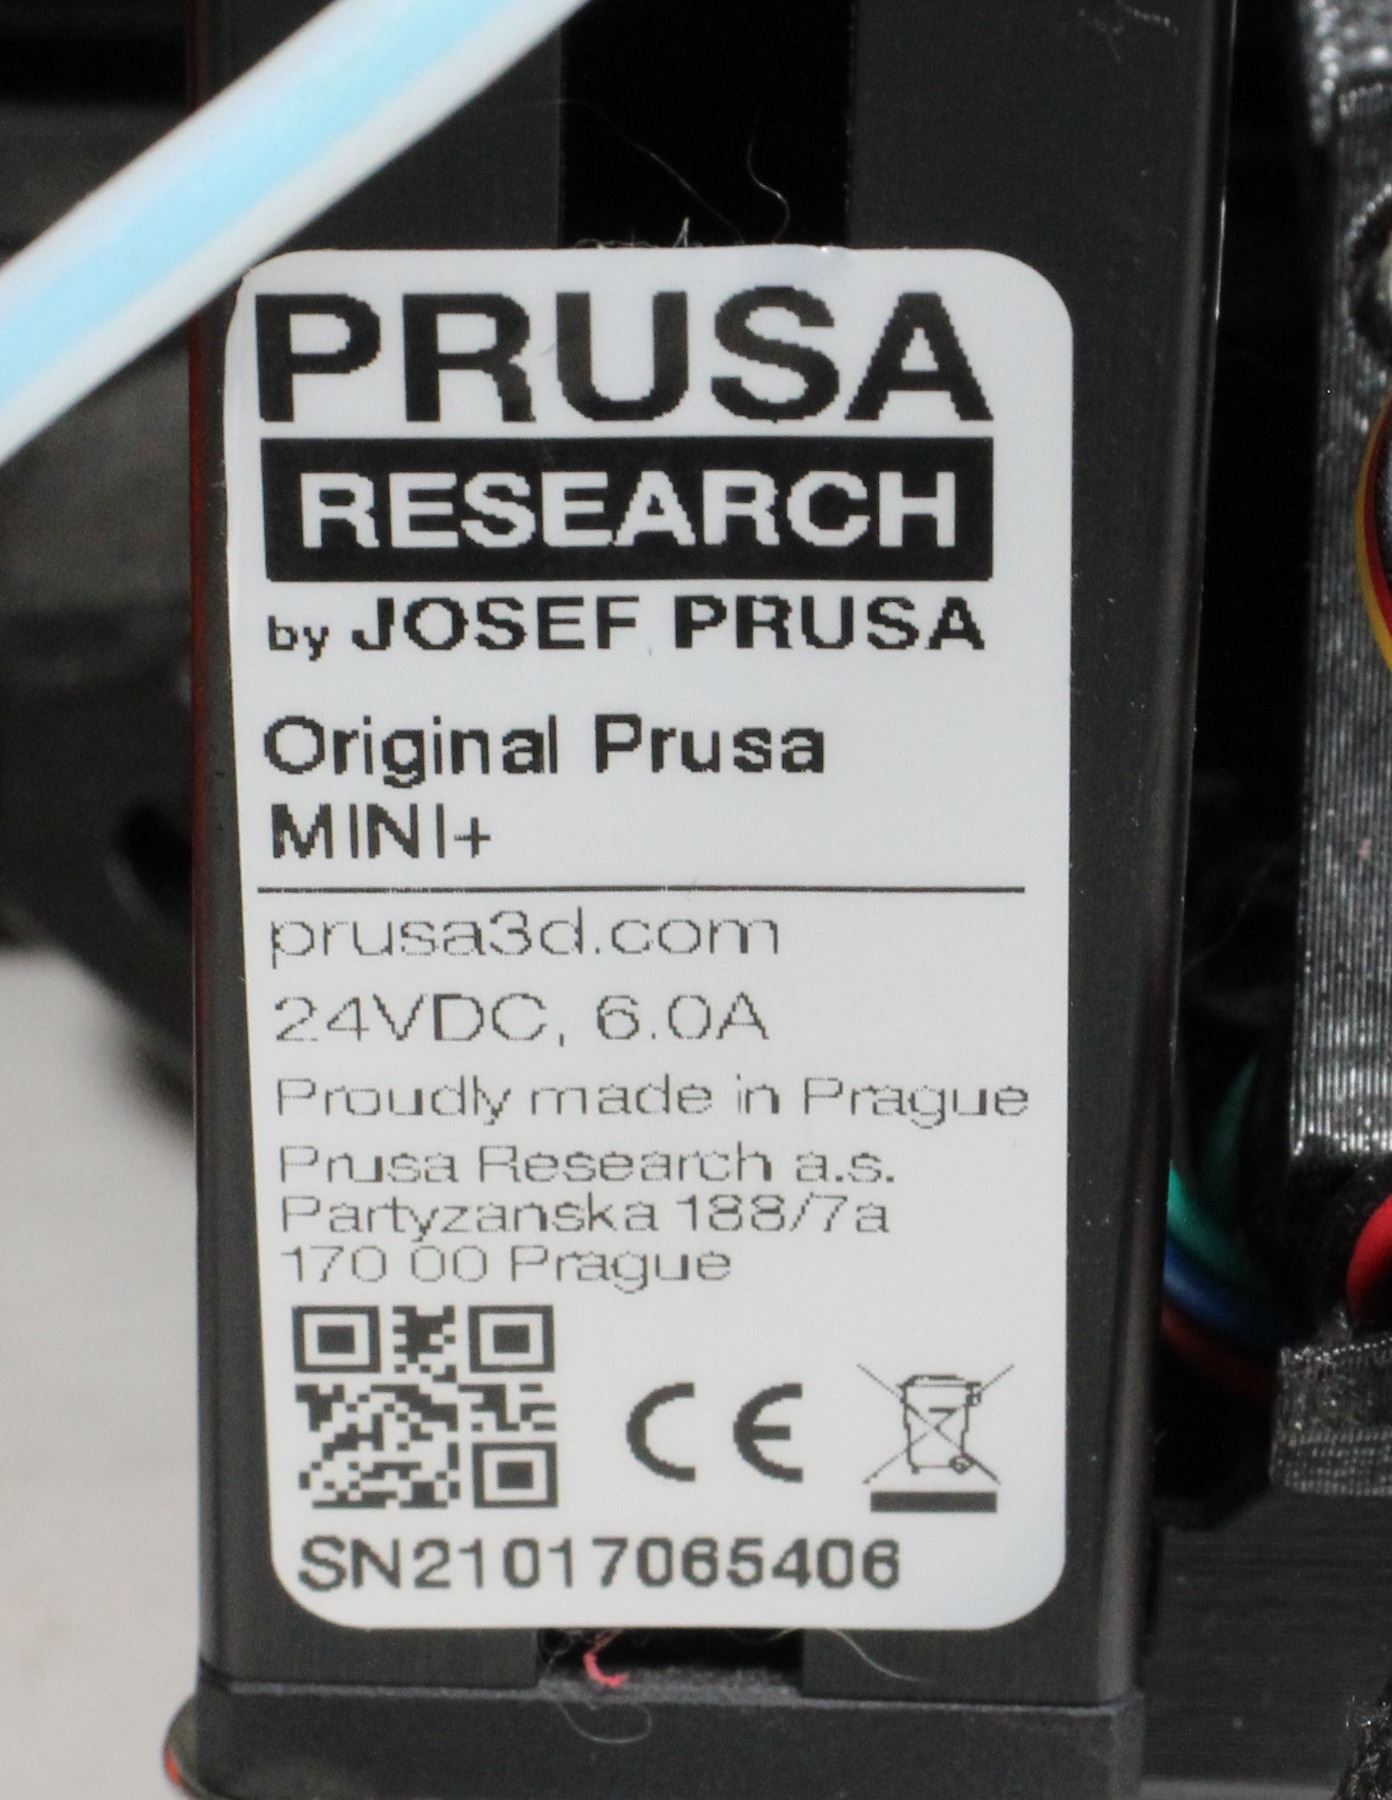 PRUSA
RESEARCH
by JOSEF PRUSA
Original Prusa
MINI+
prusa3d.com
24VDC, 6.0A
Proudly made in Prague
Prusa Research a.s.
Partyzanska 188/7a
170 00 Prague
CE
SN21017065406